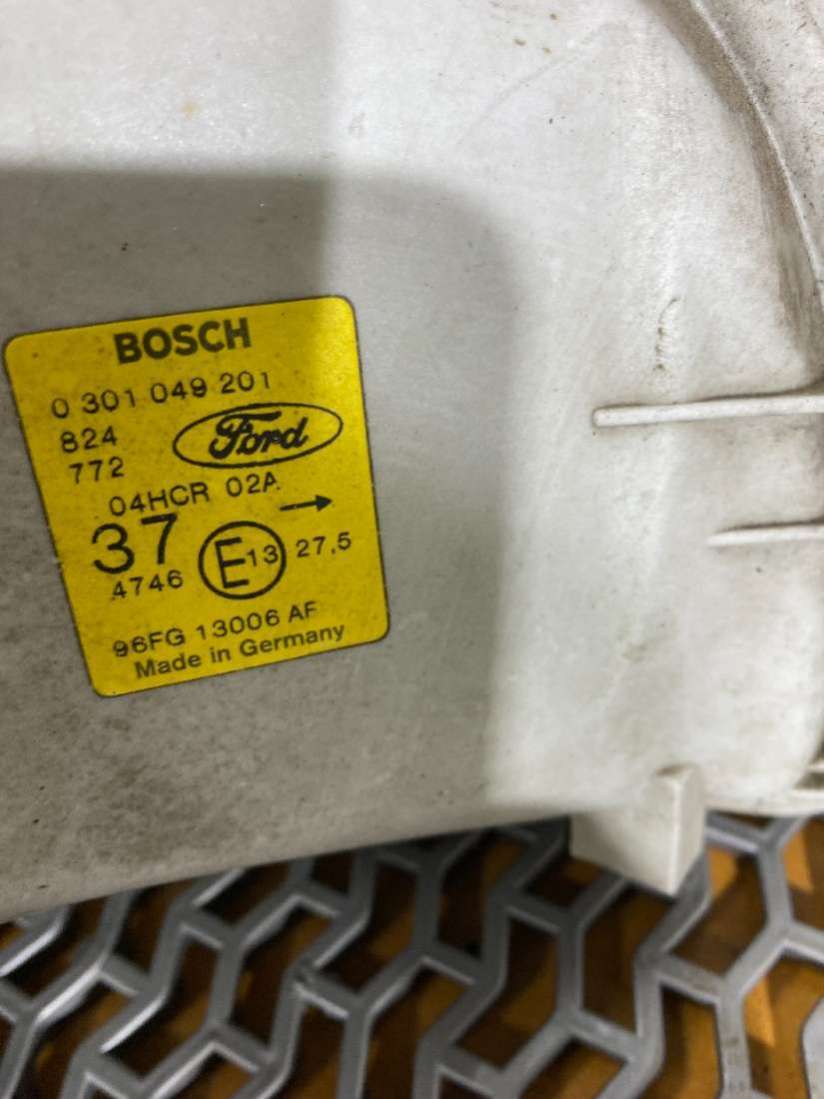 BOSCH
0 301 049 201
824
Ford
772
04HCR 02A
37
4746
E13
27,5
96FG 13006 AF
Made in Germany